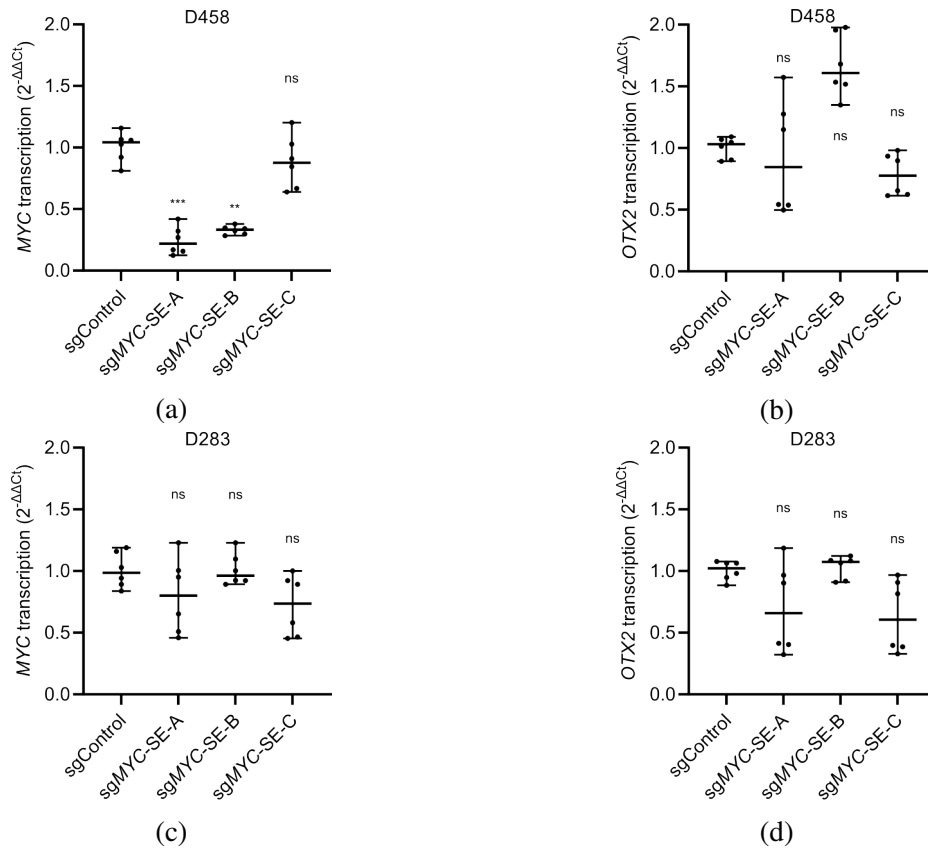 D458
MYC transcription (2^-ΔΔCt)
2.0
1.5
1.0
0.5
0.0
***
**
ns
sgControl
sgMYC-SE-A
sgMYC-SE-B
sgMYC-SE-C
(a)
D458
OTX2 transcription (2^-ΔΔCt)
2.0
1.5
1.0
0.5
0.0
ns
ns
ns
sgControl
sgMYC-SE-A
sgMYC-SE-B
sgMYC-SE-C
(b)
D283
MYC transcription (2^-ΔΔCt)
2.0
1.5
1.0
0.5
0.0
ns
ns
ns
sgControl
sgMYC-SE-A
sgMYC-SE-B
sgMYC-SE-C
(c)
D283
OTX2 transcription (2^-ΔΔCt)
2.0
1.5
1.0
0.5
0.0
ns
ns
ns
sgControl
sgMYC-SE-A
sgMYC-SE-B
sgMYC-SE-C
(d)